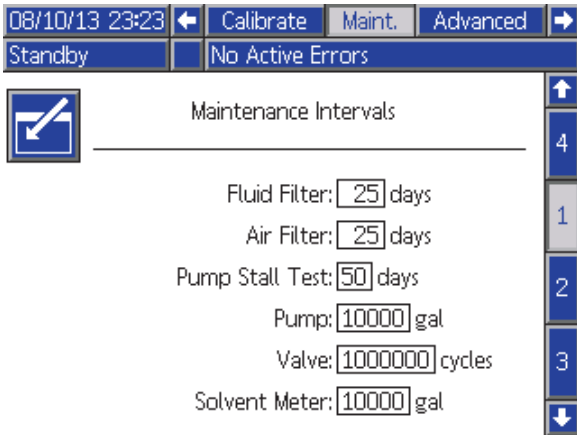 08/10/13 23:23 Calibrate Maint. Advanced
Standby No Active Errors
Maintenance Intervals
4
Fluid Filter: 25 days
1
Air Filter: 25 days
Pump Stall Test: 50 days
2
Pump: 10000 gal
Valve: 1000000 cycles
3
Solvent Meter: 10000 gal